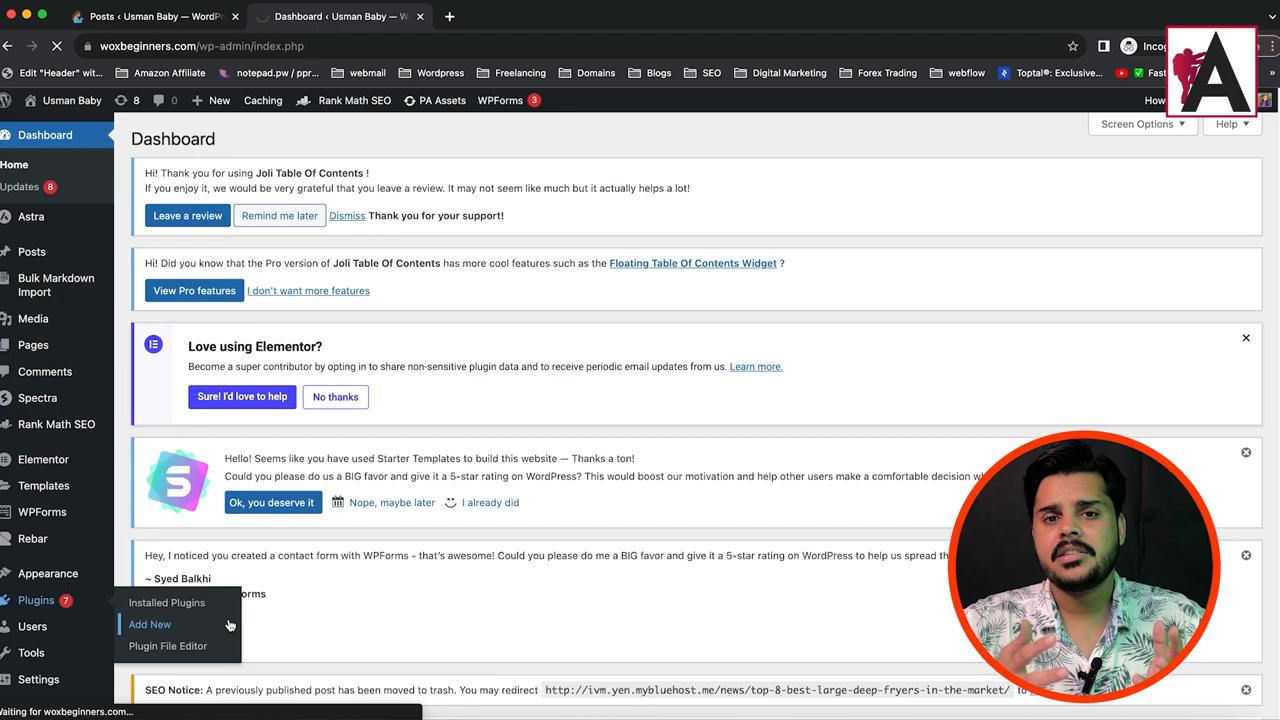 Posts < Usman Baby — WordPr
Dashboard < Usman Baby — W
woxbeginners.com/wp-admin/index.php
Edit "Header" wit...
Amazon Affiliate
notepad.pw / ppr...
webmail
Wordpress
Freelancing
Domains
Blogs
SEO
Digital Marketing
Forex Trading
webflow
Toptal®: Exclusive...
A
Usman Baby
8
0
New
Caching
Rank Math SEO
PA Assets
WPForms 3
Screen Options
Help
Dashboard
Home
Updates 8
Astra
Posts
Bulk Markdown
Import
Media
Pages
Comments
Spectra
Rank Math SEO
Elementor
Templates
WPForms
Rebar
Appearance
Plugins 7
Users
Tools
Settings
Installed Plugins
Add New
Plugin File Editor
Dashboard
Hi! Thank you for using Joli Table Of Contents !
If you enjoy it, we would be very grateful that you leave a review. It may not seem like much but it actually helps a lot!
Leave a review
Remind me later
Dismiss
Thank you for your support!
Hi! Did you know that the Pro version of Joli Table Of Contents has more cool features such as the Floating Table Of Contents Widget ?
View Pro features
I don't want more features
Love using Elementor?
Become a super contributor by opting in to share non-sensitive plugin data and to receive periodic email updates from us. Learn more.
Sure! I'd love to help
No thanks
Hello! Seems like you have used Starter Templates to build this website — Thanks a ton!
Could you please do us a BIG favor and give it a 5-star rating on WordPress? This would boost our motivation and help other users make a comfortable decision w
Ok, you deserve it
Nope, maybe later
I already did
Hey, I noticed you created a contact form with WPForms - that's awesome! Could you please do me a BIG favor and give it a 5-star rating on WordPress to help us spread th
~ Syed Balkhi
orms
SEO Notice: A previously published post has been moved to trash. You may redirect http://ivm.yen.mybluehost.me/news/top-8-best-large-deep-fryers-in-the-market/ to
Waiting for woxbeginners.com...